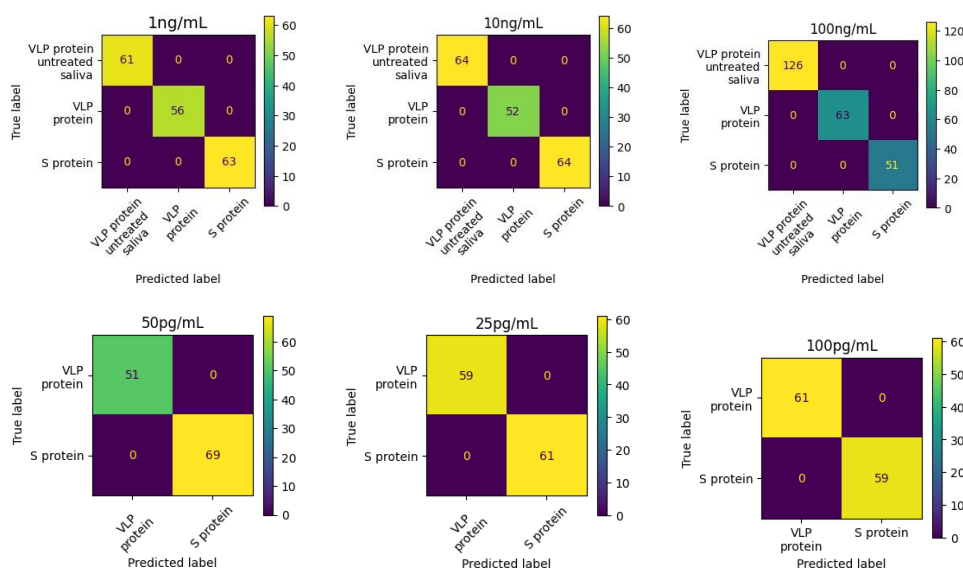 1ng/mL
VLP protein
untreated
saliva
VLP
protein
S protein
True label
61 0 0
0 56 0
0 0 63
60
50
40
30
20
10
0
VLP protein
untreated
saliva
VLP
protein
S protein
Predicted label
10ng/mL
VLP protein
untreated
saliva
VLP
protein
S protein
True label
64 0 0
0 52 0
0 0 64
60
50
40
30
20
10
0
VLP protein
untreated
saliva
VLP
protein
S protein
Predicted label
100ng/mL
VLP protein
untreated
saliva
VLP
protein
S protein
True label
126 0 0
0 63 0
0 0 51
120
100
80
60
40
20
0
VLP protein
untreated
saliva
VLP
protein
S protein
Predicted label
50pg/mL
VLP
protein
S protein
True label
51 0
0 69
60
50
40
30
20
10
0
VLP
protein
S protein
Predicted label
25pg/mL
VLP
protein
S protein
True label
59 0
0 61
60
50
40
30
20
10
0
VLP
protein
S protein
Predicted label
100pg/mL
VLP
protein
S protein
True label
61 0
0 59
60
50
40
30
20
10
0
VLP
protein
S protein
Predicted label